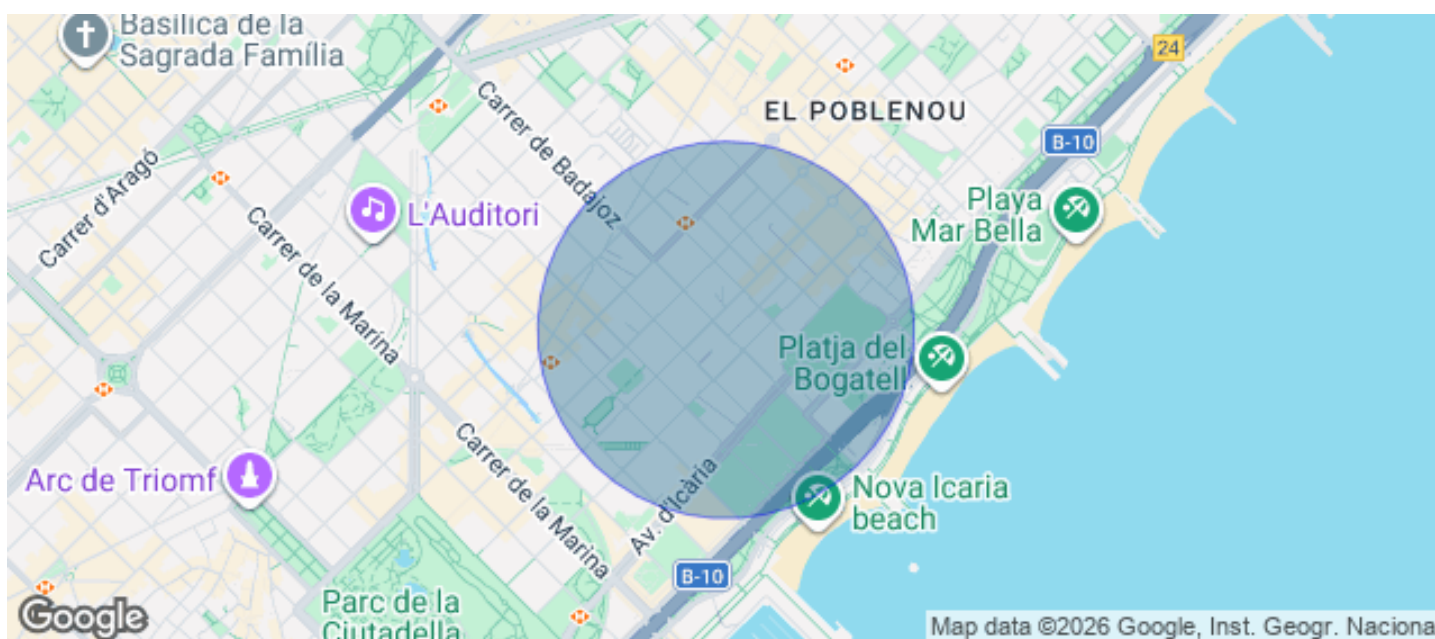 Basílica de la
Sagrada Família
24
EL POBLENOU
Carrer de Badajoz
B-10
Carrer d'Aragó
L'Auditori
Playa
Mar Bella
Carrer de la Marina
Platja del
Bogatell
Arc de Triomf
Carrer de la Marina
Av. d'Icària
Nova Icaria
beach
B-10
Parc de la
Ciutadella
Google
Map data ©2026 Google, Inst. Geogr. Naciona